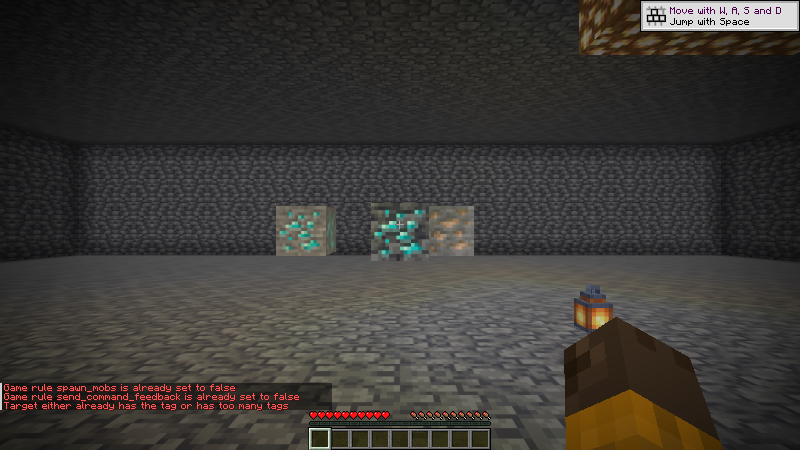 Move with W, A, S and D
Jump with Space
Game rule spawn_mobs is already set to false
Game rule send_command_feedback is already set to false
Target either already has the tag or has too many tags